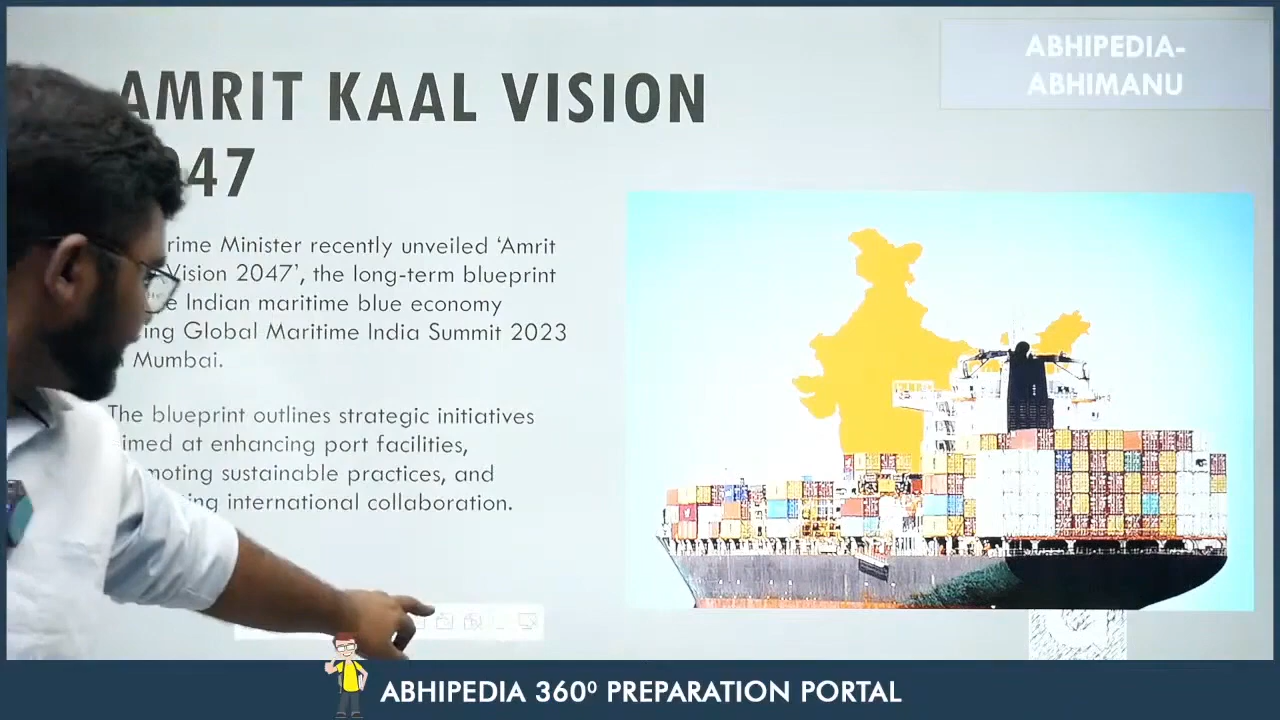 AMRIT KAAL VISION
47
rime Minister recently unveiled ‘Amrit
Vision 2047’, the long-term blueprint
e Indian maritime blue economy
ing Global Maritime India Summit 2023
Mumbai.
The blueprint outlines strategic initiatives
imed at enhancing port facilities,
moting sustainable practices, and
ing international collaboration.
ABHIPEDIA-
ABHIMANU
ABHIPEDIA 360⁰ PREPARATION PORTAL